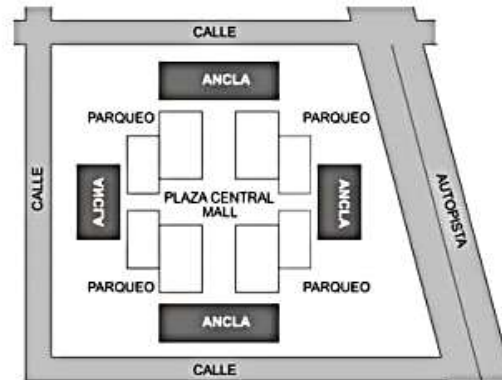 CALLE
ANCLA
PARQUEO
PARQUEO
CALLE
ANCLA
PLAZA CENTRAL
MALL
ANCLA
AUTOPISTA
PARQUEO
PARQUEO
ANCLA
CALLE